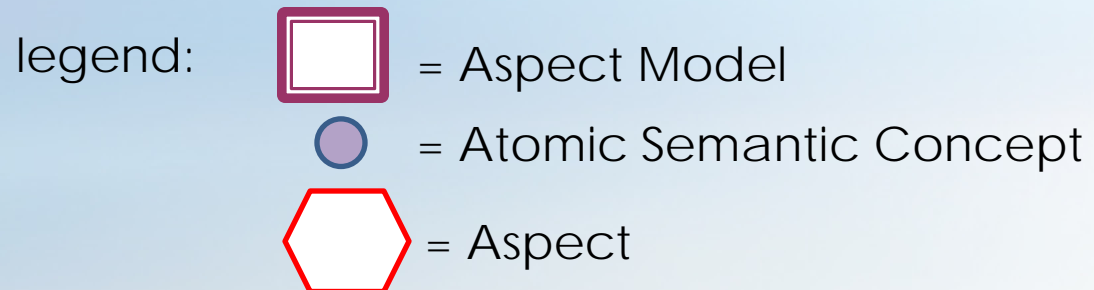 legend: = Aspect Model
= Atomic Semantic Concept
= Aspect